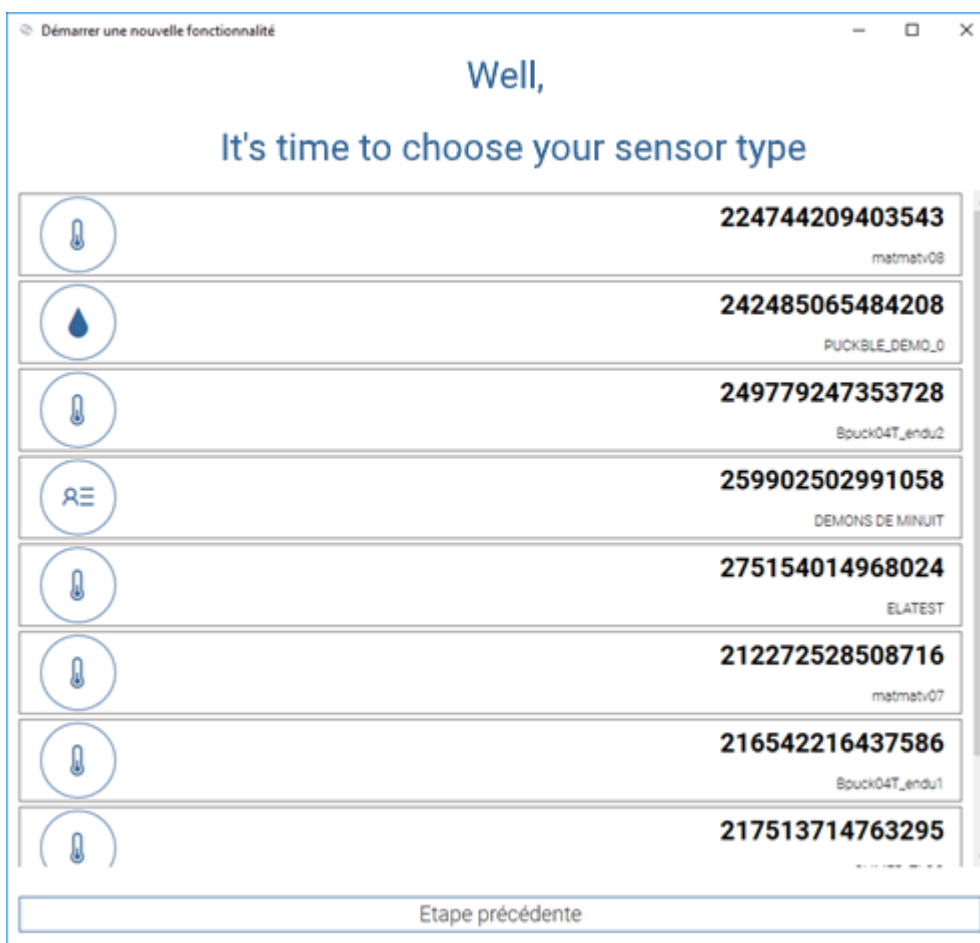 Démarrer une nouvelle fonctionnalité
Well,
It's time to choose your sensor type
224744209403543
matmatv08
242485065484208
PUCKBLE_DEMO_0
249779247353728
Bpuck04T_endu2
259902502991058
DEMONS DE MINUIT
275154014968024
ELATEST
212272528508716
matmatv07
216542216437586
Bpuck04T_endu1
217513714763295
Etape précédente